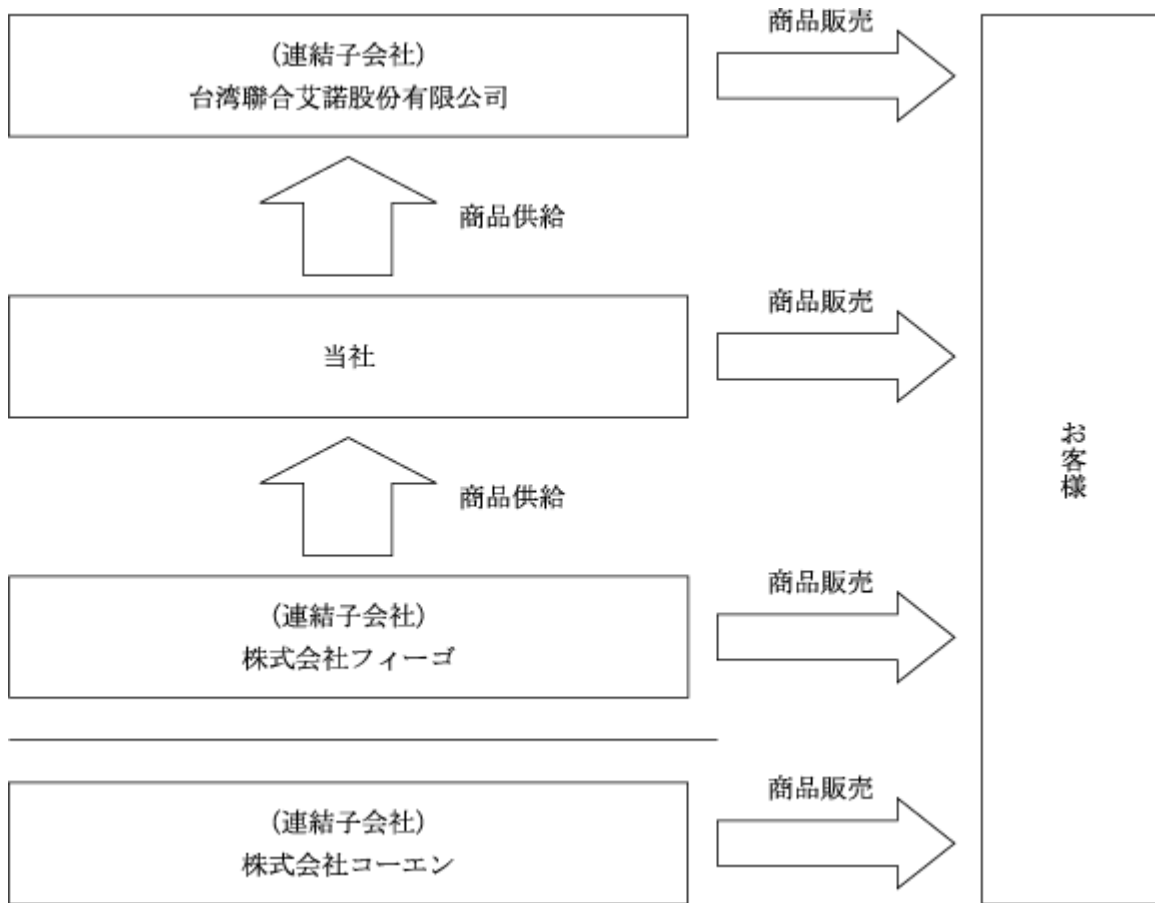 商品販売
(連結子会社)
台湾聯合艾諾股份有限公司
商品供給
商品販売
当社
お客様
商品供給
商品販売
(連結子会社)
株式会社フィーゴ
商品販売
(連結子会社)
株式会社コーエン